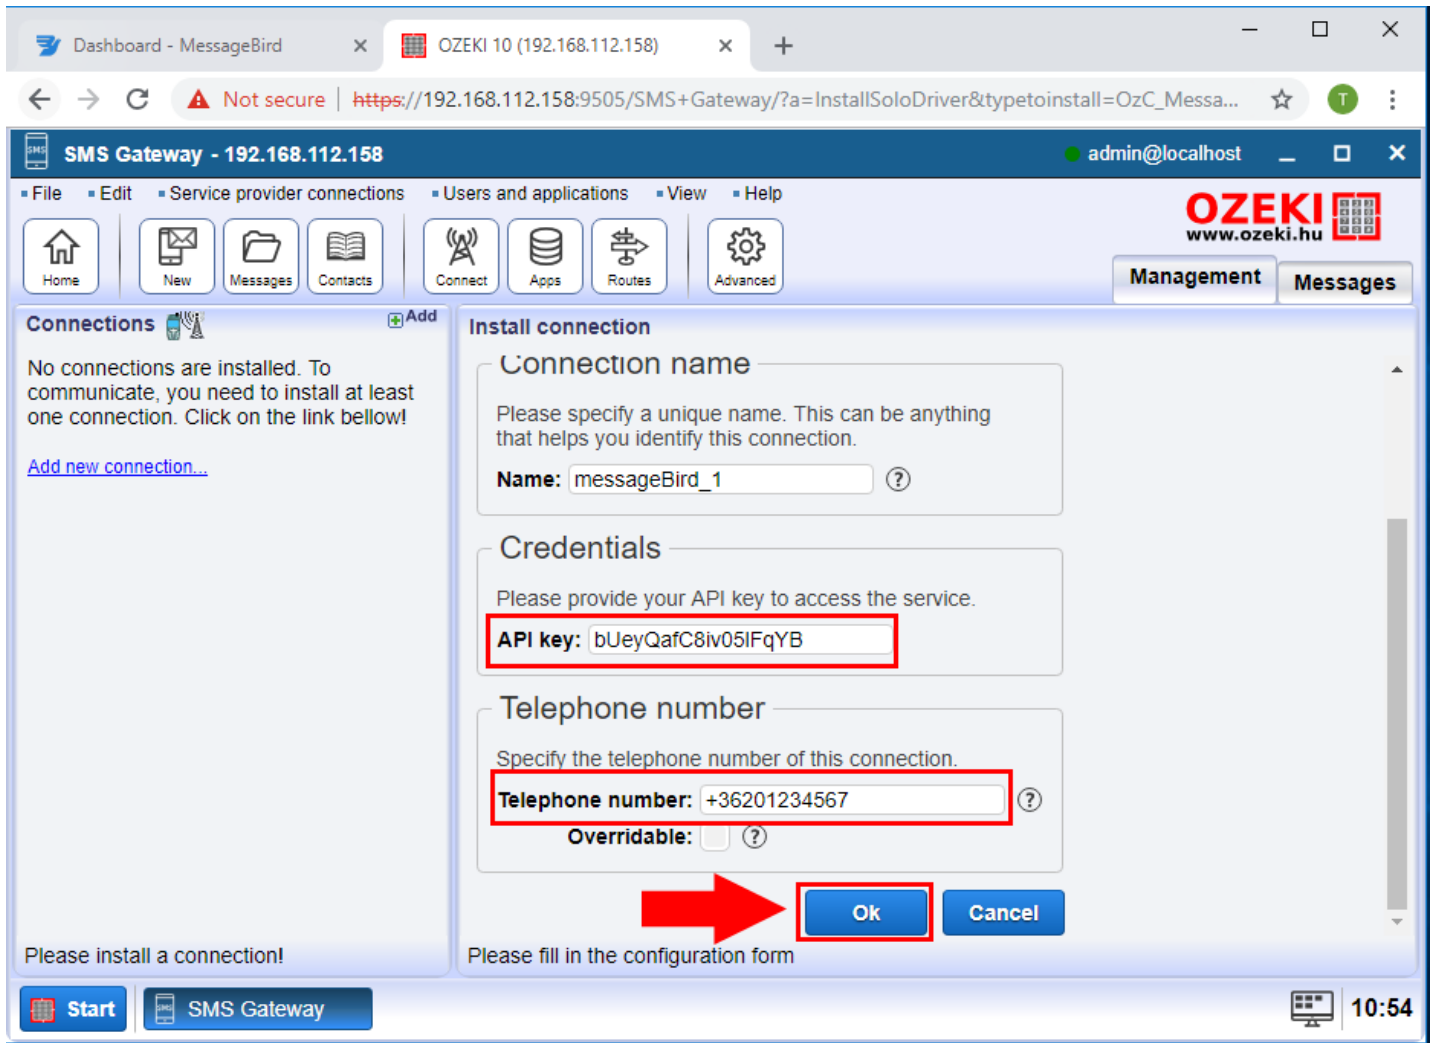 Dashboard - MessageBird
OZEKI 10 (192.168.112.158)
Not secure | https://192.168.112.158:9505/SMS+Gateway/?a=InstallSoloDriver&typetoinstall=OzC_Messa...
T
SMS
SMS Gateway - 192.168.112.158
admin@localhost
File Edit Service provider connections Users and applications View Help
OZEKI
www.ozeki.hu
Home New Messages Contacts Connect Apps Routes Advanced
Management Messages
Connections Add
No connections are installed. To
communicate, you need to install at least
one connection. Click on the link bellow!
Add new connection...
Please install a connection!
Install connection
Connection name
Please specify a unique name. This can be anything
that helps you identify this connection.
Name: messageBird_1 ?
Credentials
Please provide your API key to access the service.
API key: bUeyQafC8iv05lFqYB
Telephone number
Specify the telephone number of this connection.
Telephone number: +36201234567 ?
Overridable: ?
Ok Cancel
Please fill in the configuration form
Start SMS SMS Gateway 10:54